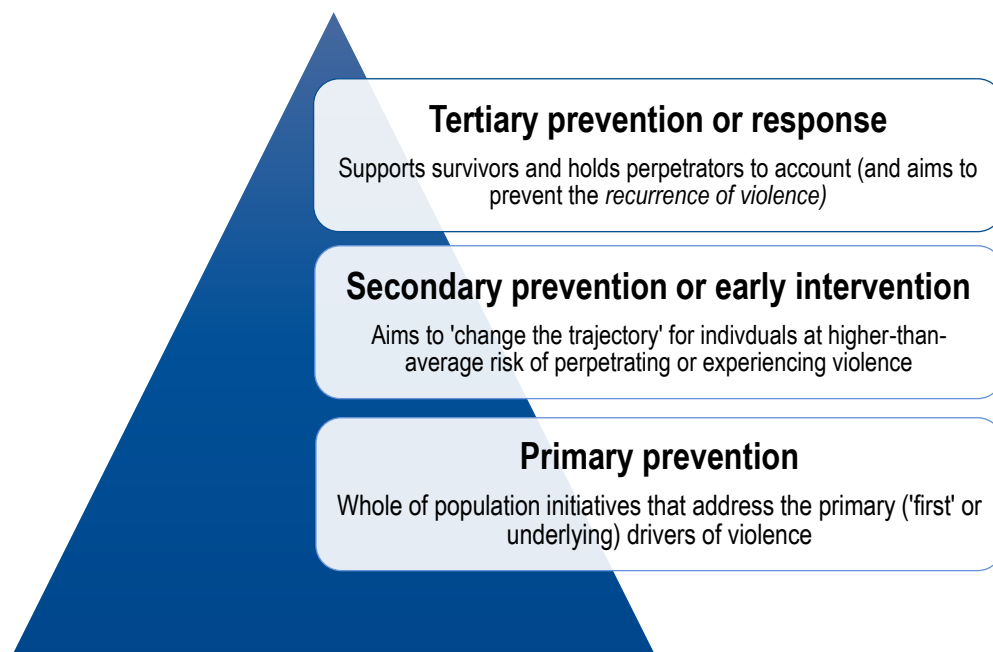 Tertiary prevention or response
Supports survivors and holds perpetrators to account (and aims to
prevent the recurrence of violence)
Secondary prevention or early intervention
Aims to 'change the trajectory' for indivduals at higher-than-
average risk of perpetrating or experiencing violence
Primary prevention
Whole of population initiatives that address the primary ('first' or
underlying) drivers of violence